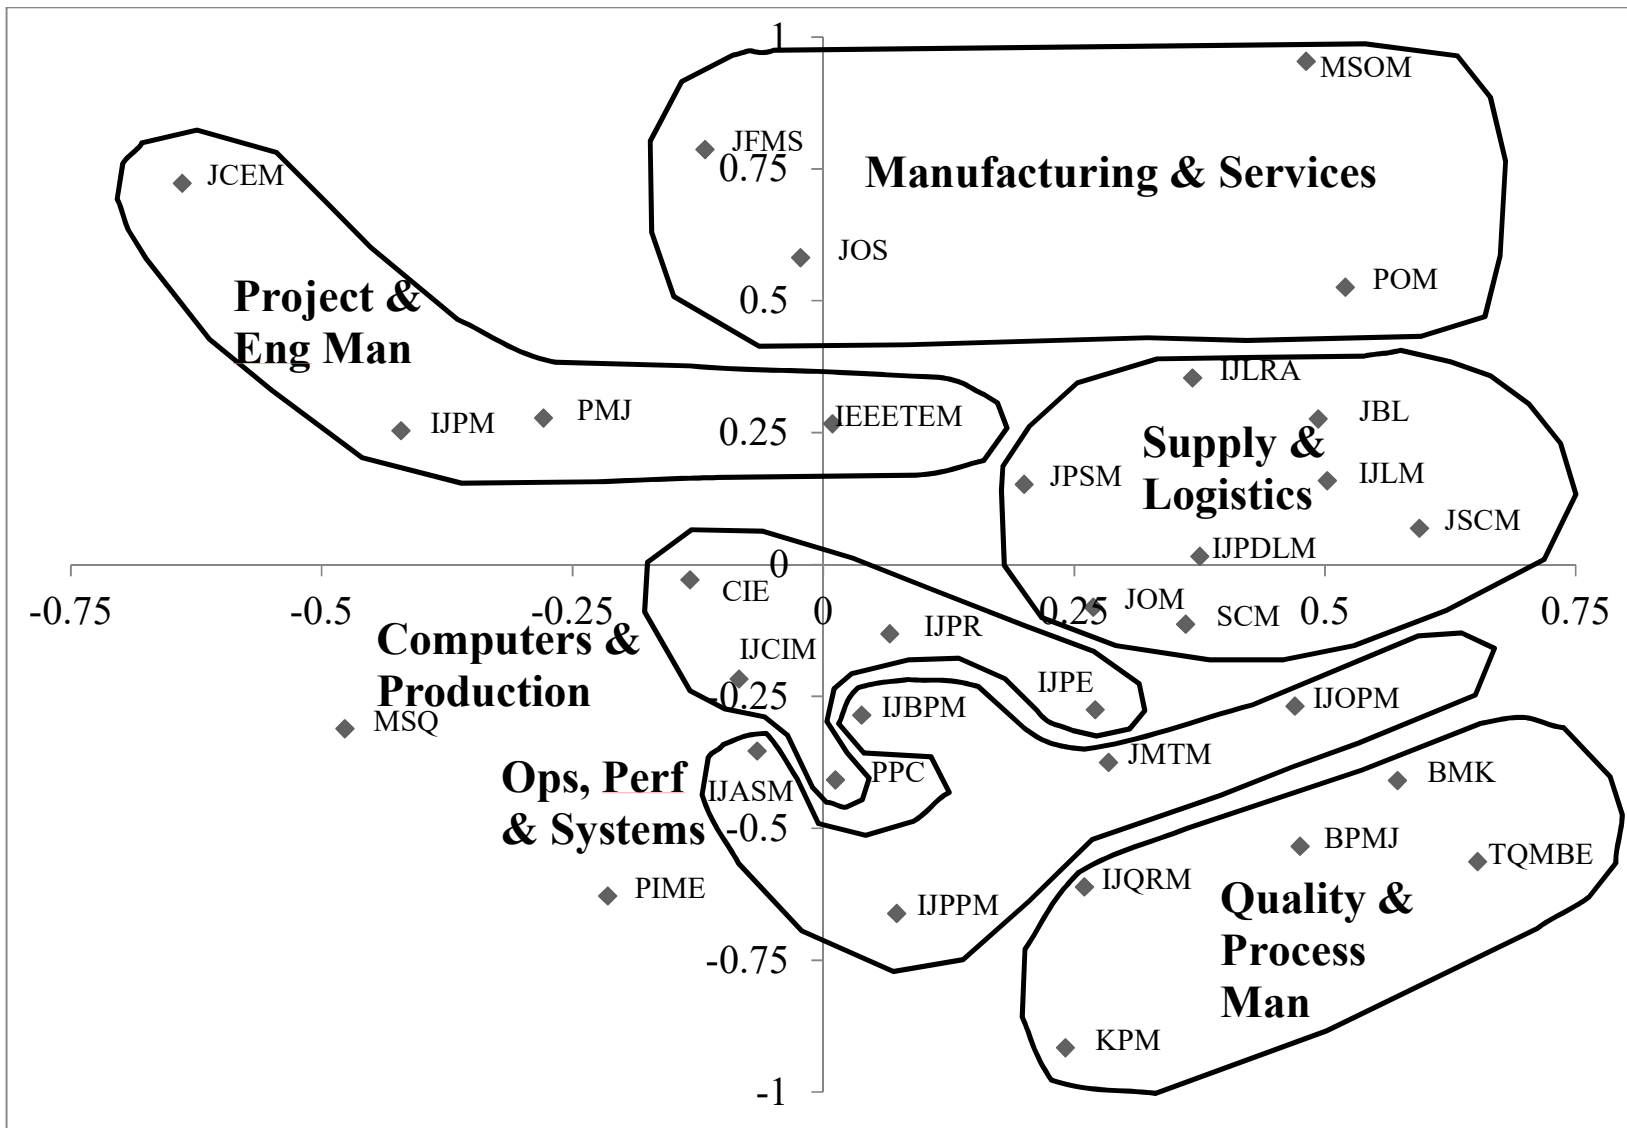 1
MSOM
JFMS
0.75
Manufacturing & Services
JCEM
JOS
POM
0.5
Project &
Eng Man
IJLRA
JBL
PMJ
IJPM
IEEETEM
0.25
Supply &
Logistics
JPSM
IJLM
JSCM
IJPDLM
0
CIE
-0.75
-0.5
-0.25
0
0.25
0.5
0.75
JOM
SCM
IJPR
Computers &
Production
IJCIM
IJPE
-0.25
IJBPM
IJOPM
MSQ
JMTM
Ops, Perf
& Systems
PPC
BMK
IJASM
-0.5
BPMJ
TQMBE
PIME
IJQRM
IJPPM
Quality &
Process
Man
-0.75
KPM
-1